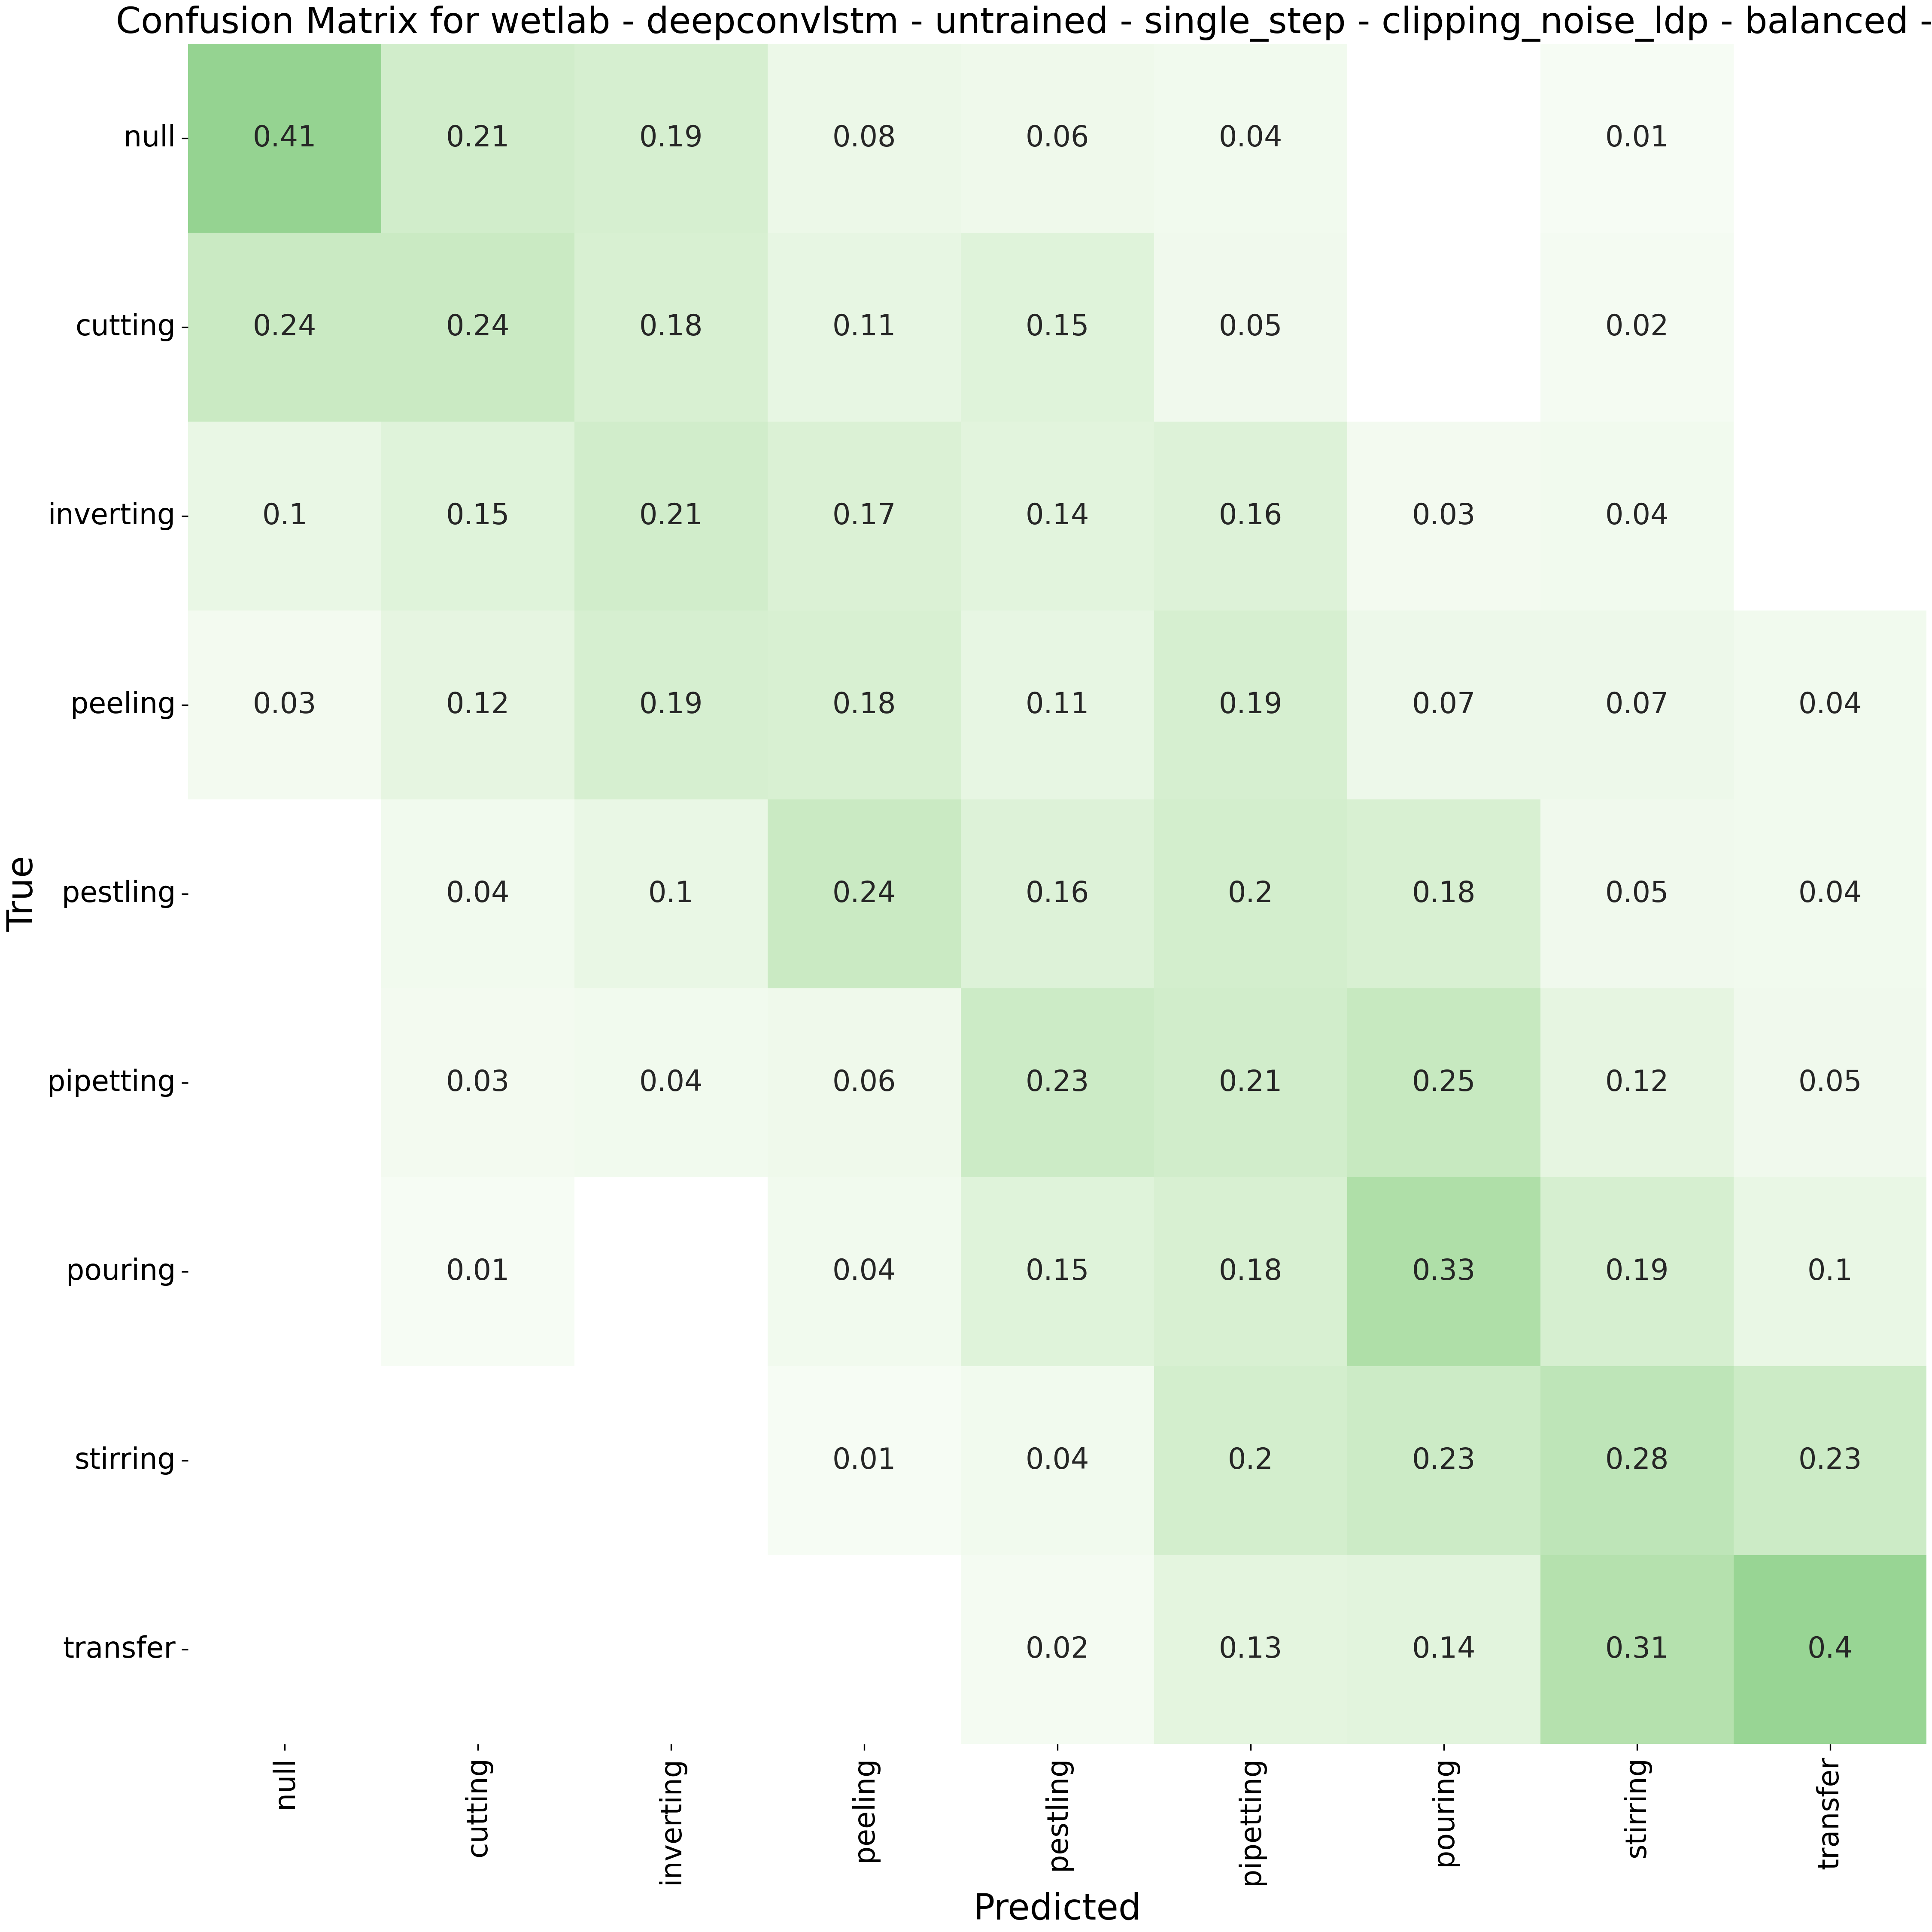 Confusion Matrix for wetlab - deepconvlstm - untrained - single_step - clipping_noise_ldp - balanced -
null 0.41 0.21 0.19 0.08 0.06 0.04 0.01
cutting 0.24 0.24 0.18 0.11 0.15 0.05 0.02
inverting 0.1 0.15 0.21 0.17 0.14 0.16 0.03 0.04
peeling 0.03 0.12 0.19 0.18 0.11 0.19 0.07 0.07 0.04
pestling 0.04 0.1 0.24 0.16 0.2 0.18 0.05 0.04
pipetting 0.03 0.04 0.06 0.23 0.21 0.25 0.12 0.05
pouring 0.01 0.04 0.15 0.18 0.33 0.19 0.1
stirring 0.01 0.04 0.2 0.23 0.28 0.23
transfer 0.02 0.13 0.14 0.31 0.4
True
null cutting inverting peeling pestling pipetting pouring stirring transfer
Predicted